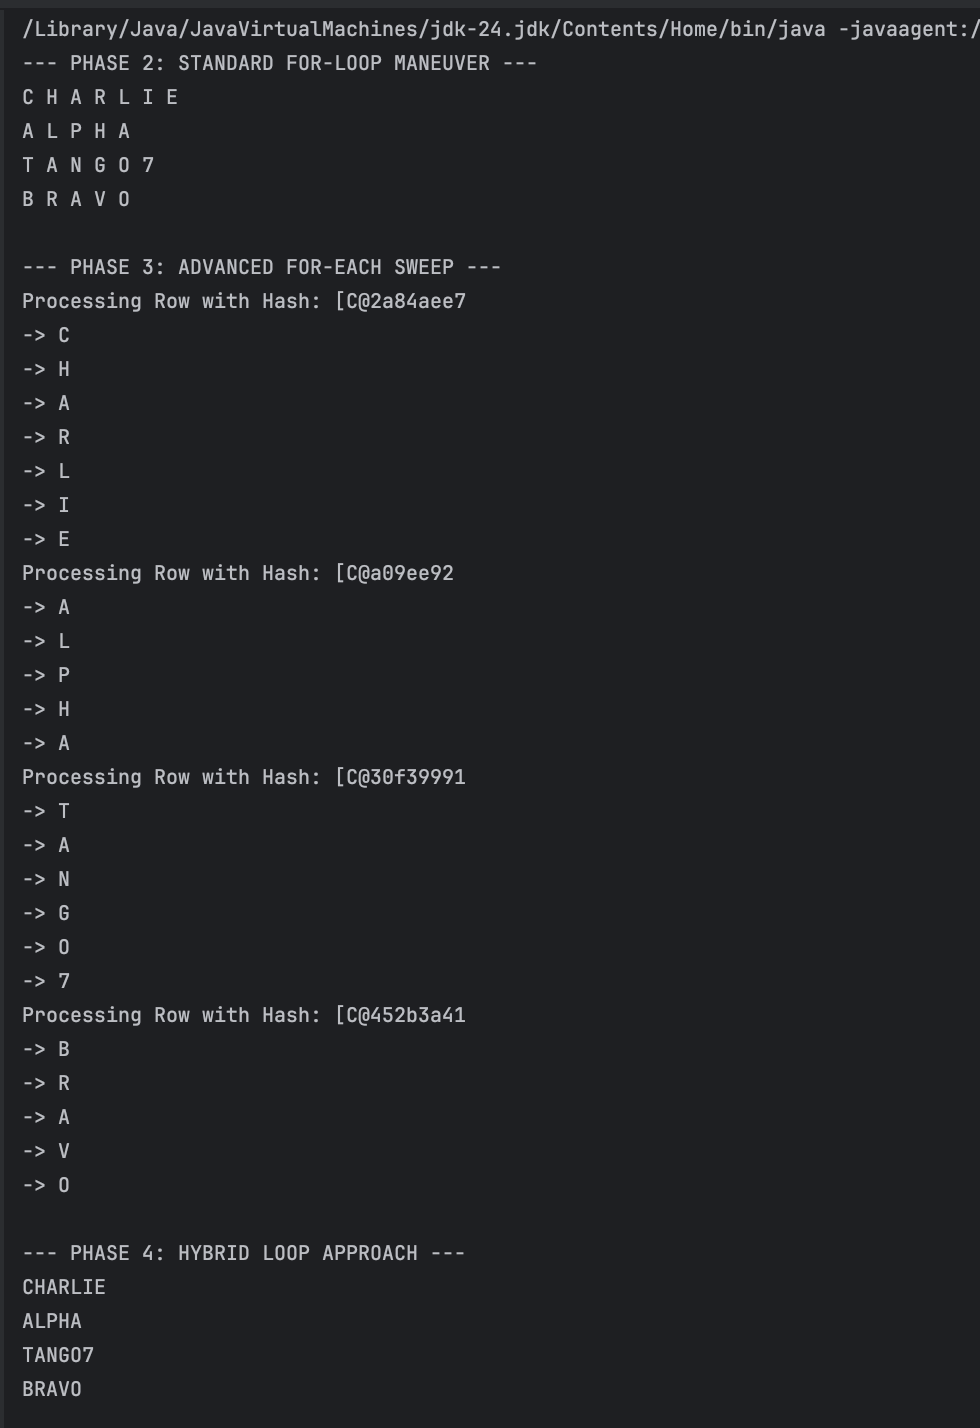 /Library/Java/JavaVirtualMachines/jdk-24.jdk/Contents/Home/bin/java -javaagent:/
--- PHASE 2: STANDARD FOR-LOOP MANEUVER ---
C H A R L I E
A L P H A
T A N G O 7
B R A V O
--- PHASE 3: ADVANCED FOR-EACH SWEEP ---
Processing Row with Hash: [C@2a84aee7
-> C
-> H
-> A
-> R
-> L
-> I
-> E
Processing Row with Hash: [C@a09ee92
-> A
-> L
-> P
-> H
-> A
Processing Row with Hash: [C@30f39991
-> T
-> A
-> N
-> G
-> O
-> 7
Processing Row with Hash: [C@452b3a41
-> B
-> R
-> A
-> V
-> O
--- PHASE 4: HYBRID LOOP APPROACH ---
CHARLIE
ALPHA
TANGO7
BRAVO